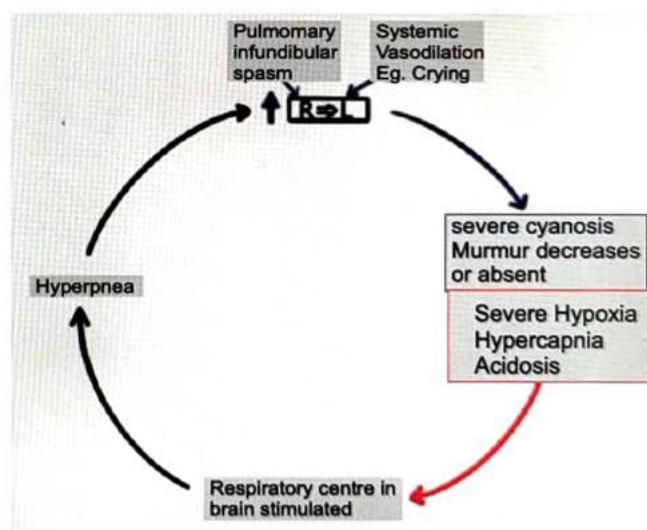 Pulmomary
infundibular
spasm
Systemic
Vasodilation
Eg. Crying
R⇒L
severe cyanosis
Murmur decreases
or absent
Severe Hypoxia
Hypercapnia
Acidosis
Respiratory centre in
brain stimulated
Hyperpnea